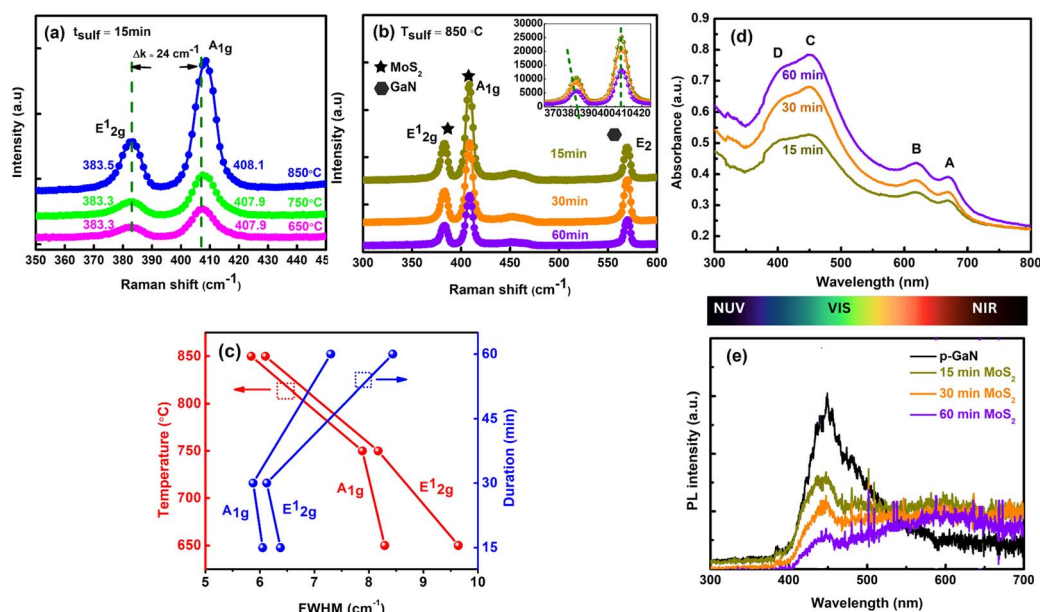 (a) t_sulf = 15min
Δk ≈ 24 cm⁻¹
A₁g
E¹₂g
383.5 408.1 850°C
383.3 407.9 750°C
383.3 407.9 650°C
350 360 370 380 390 400 410 420 430 440
Raman shift (cm⁻¹)
Intensity (a.u)
(b) T_sulf = 850 °C
★ MoS₂
⬢ GaN
A₁g
E¹₂g
E₂
15min
30min
60min
300 350 400 450 500 550 600
Raman shift (cm⁻¹)
Intensity (a.u)
30000
25000
20000
15000
10000
5000
0
370 380 390 400 410 420
(d)
D C
60 min
30 min
15 min
B A
0.9
0.8
0.7
0.6
0.5
0.4
0.3
0.2
300 400 500 600 700 800
Wavelength (nm)
Absorbance (a.u.)
NUV VIS NIR
(c)
850
800
750
700
650
Temperature (°C)
60
45
30
15
Duration (min)
A₁g E¹₂g
A₁g E¹₂g
5 6 7 8 9 10
FWHM (cm⁻¹)
(e)
p-GaN
15 min MoS₂
30 min MoS₂
60 min MoS₂
PL intensity (a.u.)
300 400 500 600 700
Wavelength (nm)